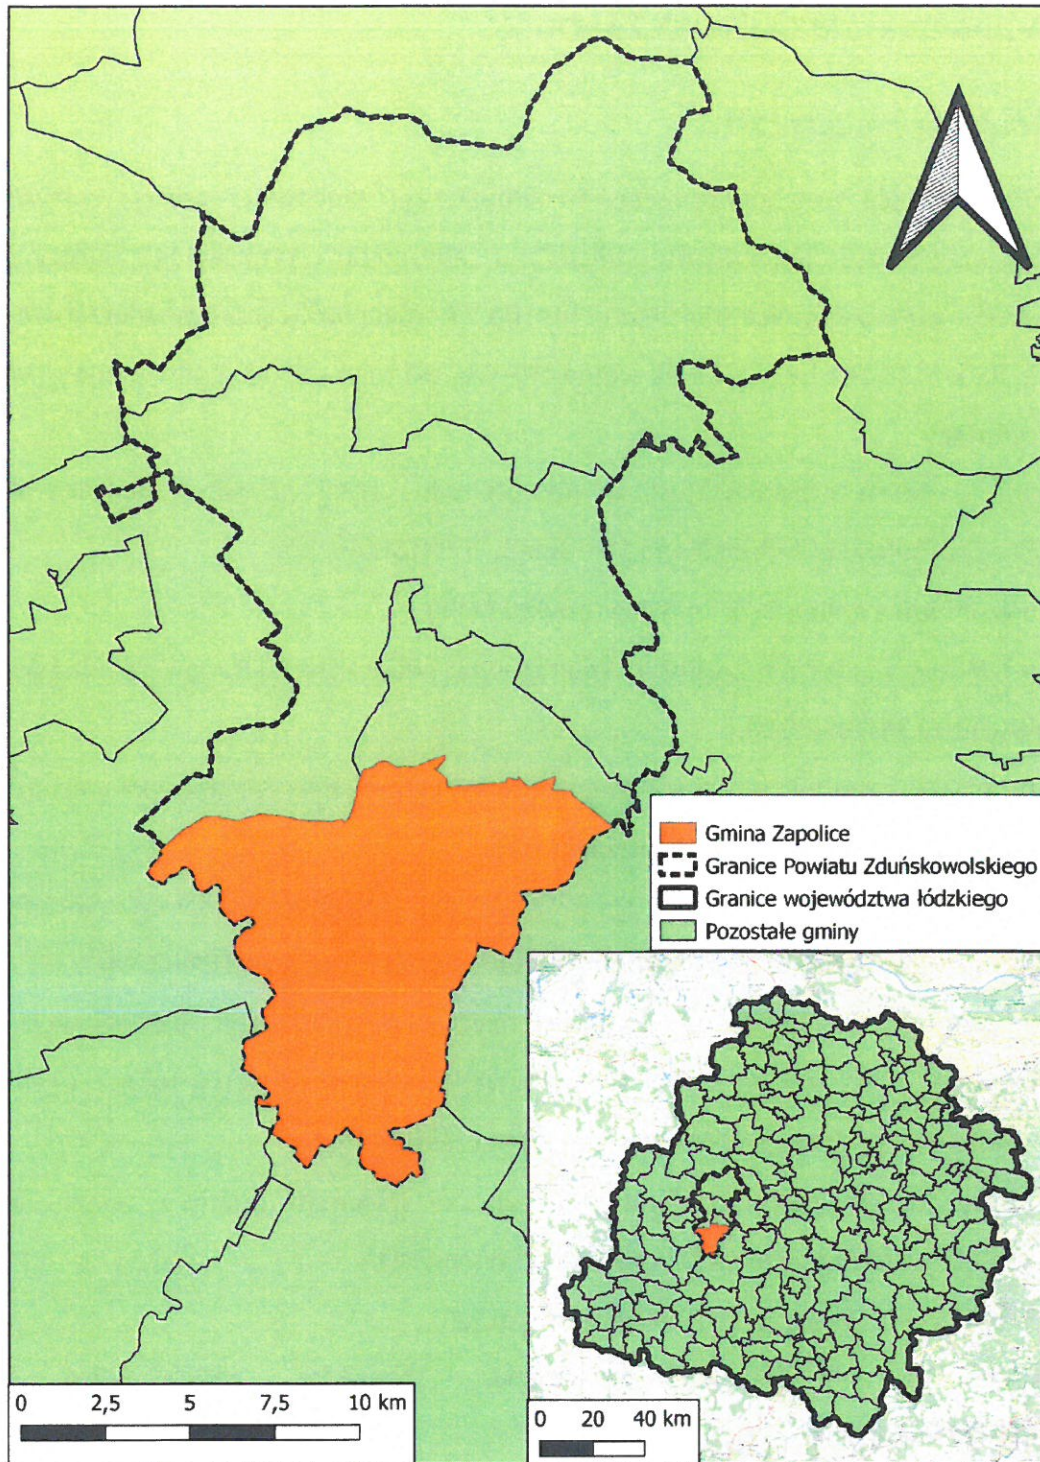 Gmina Zapolice
Granice Powiatu Zduńskowolskiego
Granice województwa łódzkiego
Pozostałe gminy
0 2,5 5 7,5 10 km
0 20 40 km